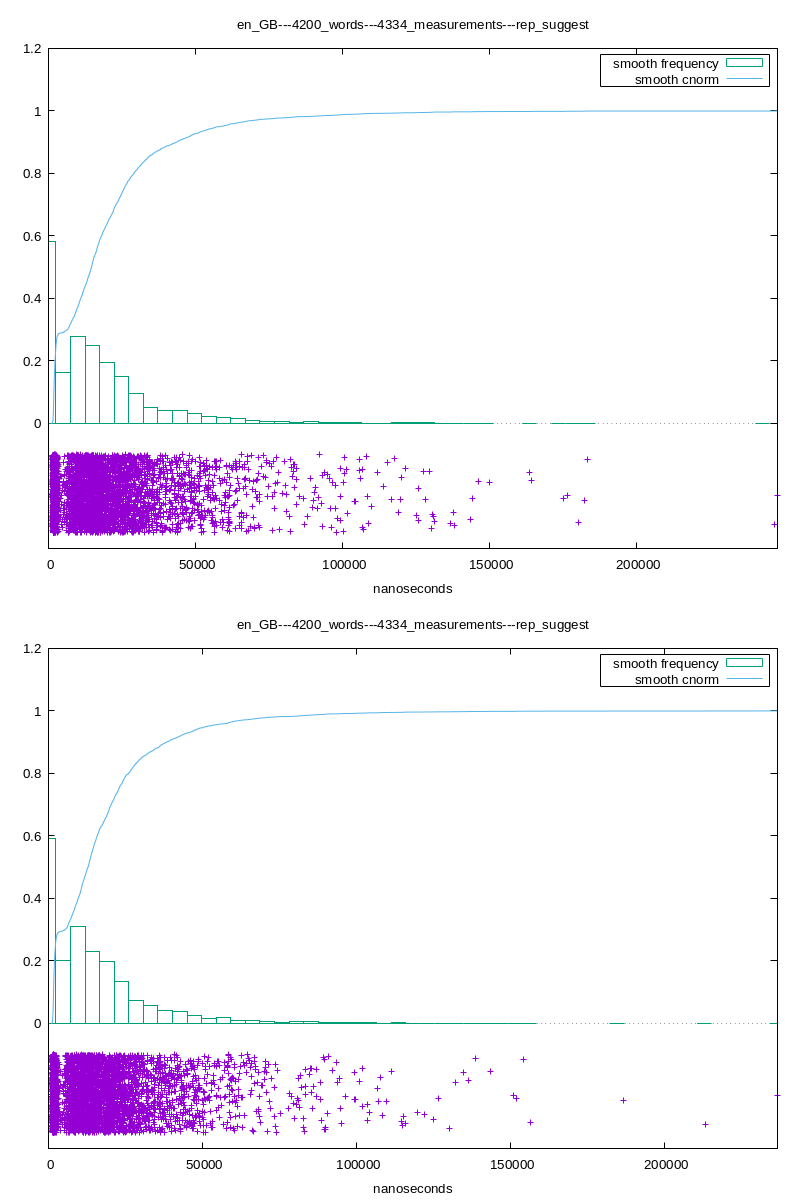 en_GB---4200_words---4334_measurements---rep_suggest
1.2
smooth frequency
smooth cnorm
1
0.8
0.6
0.4
0.2
0
0 50000 100000 150000 200000
nanoseconds
en_GB---4200_words---4334_measurements---rep_suggest
1.2
smooth frequency
smooth cnorm
1
0.8
0.6
0.4
0.2
0
0 50000 100000 150000 200000
nanoseconds